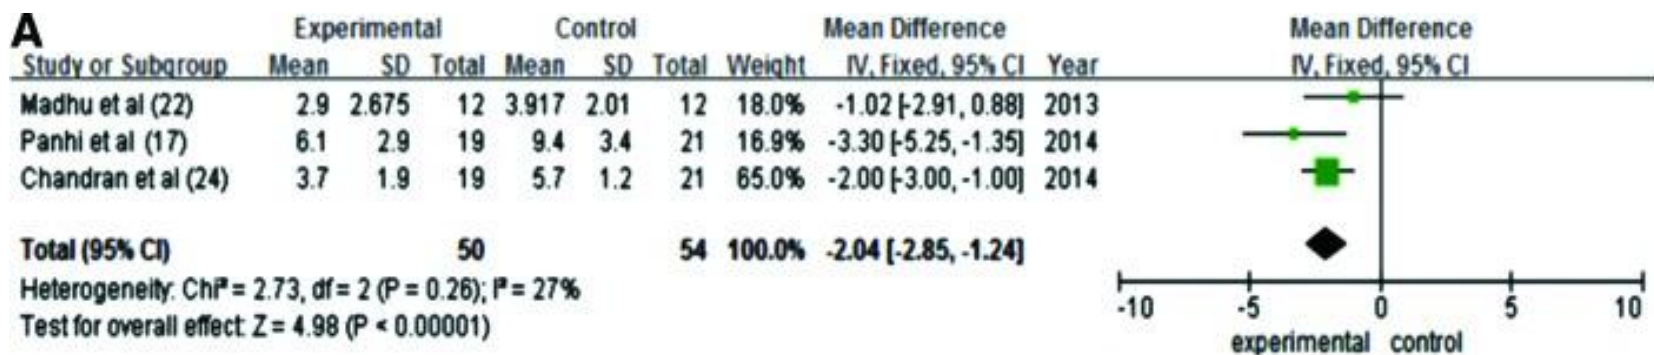 A
Experimental Control Mean Difference Mean Difference
Study or Subgroup Mean SD Total Mean SD Total Weight IV, Fixed, 95% CI Year IV, Fixed, 95% CI
Madhu et al (22) 2.9 2.675 12 3.917 2.01 12 18.0% -1.02 [-2.91, 0.88] 2013
Panhi et al (17) 6.1 2.9 19 9.4 3.4 21 16.9% -3.30 [-5.25, -1.35] 2014
Chandran et al (24) 3.7 1.9 19 5.7 1.2 21 65.0% -2.00 [-3.00, -1.00] 2014
Total (95% CI) 50 54 100.0% -2.04 [-2.85, -1.24]
Heterogeneity: Chi² = 2.73, df = 2 (P = 0.26); I² = 27%
Test for overall effect: Z = 4.98 (P < 0.00001)
-10 -5 0 5 10
experimental control